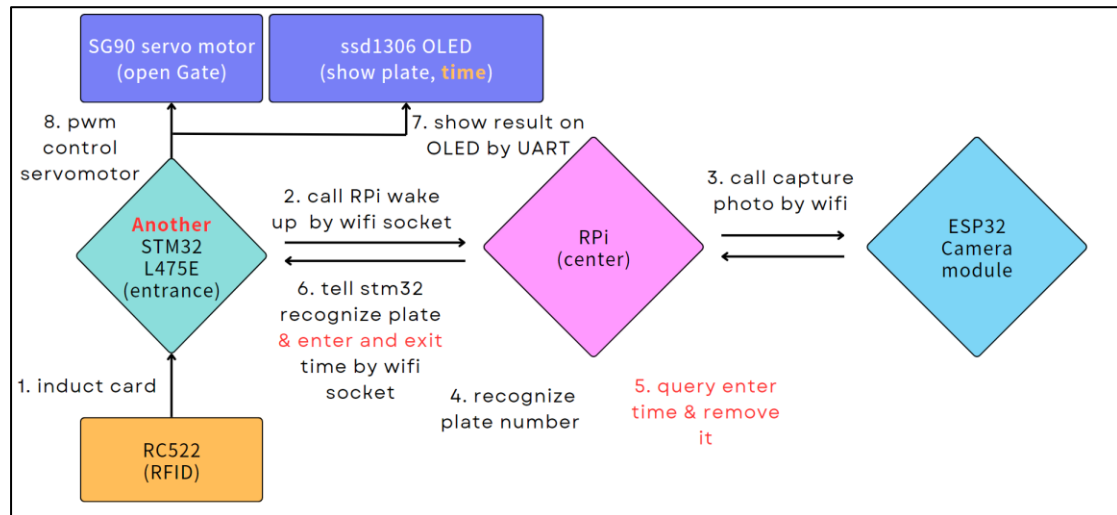 SG90 servo motor
(open Gate)
ssd1306 OLED
(show plate, time)
8. pwm
control
servomotor
7. show result on
OLED by UART
2. call RPi wake
up by wifi socket
3. call capture
photo by wifi
Another
STM32
L475E
(entrance)
RPi
(center)
ESP32
Camera
module
6. tell stm32
recognize plate
& enter and exit
time by wifi
socket
1. induct card
4. recognize
plate number
5. query enter
time & remove
it
RC522
(RFID)